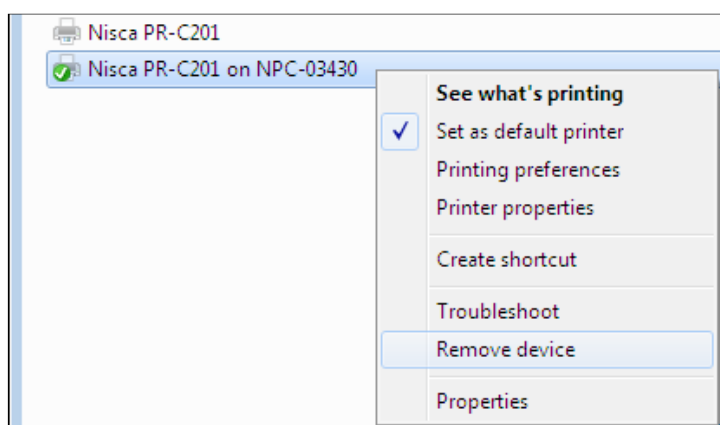 Nisca PR-C201
Nisca PR-C201 on NPC-03430
See what's printing
Set as default printer
Printing preferences
Printer properties
Create shortcut
Troubleshoot
Remove device
Properties